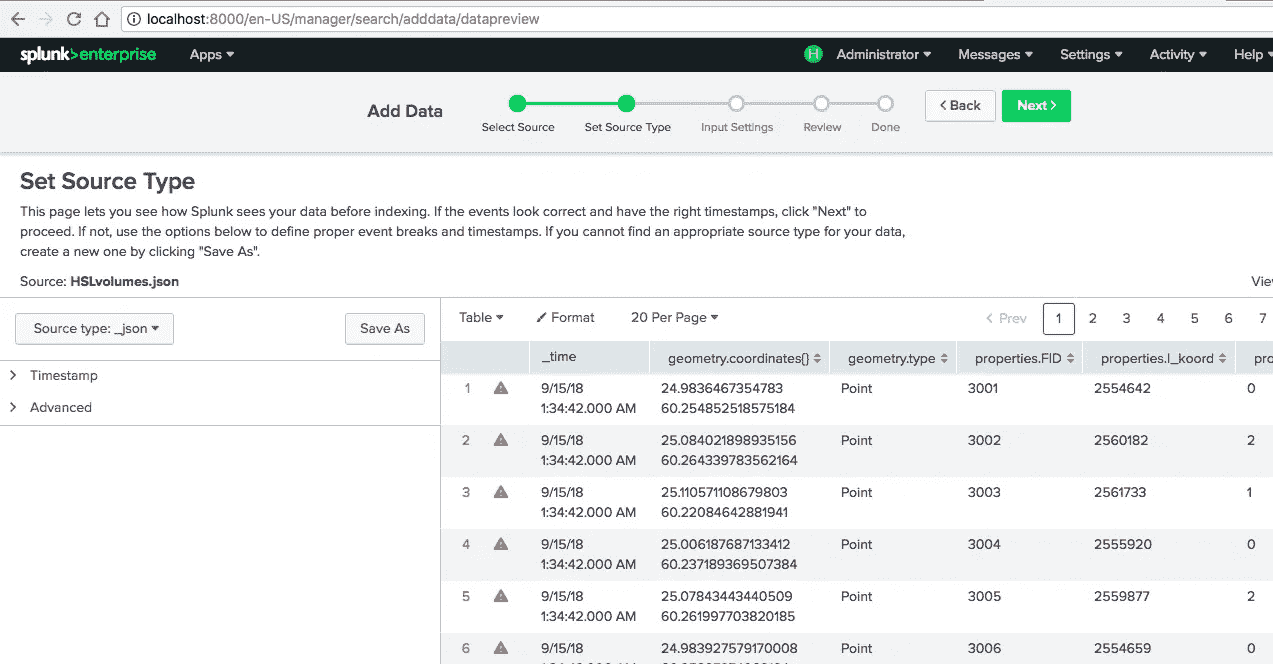 localhost:8000/en-US/manager/search/adddata/datapreview
splunk>enterprise Apps H Administrator Messages Settings Activity Help
Add Data Select Source Set Source Type Input Settings Review Done < Back Next >
Set Source Type
This page lets you see how Splunk sees your data before indexing. If the events look correct and have the right timestamps, click "Next" to
proceed. If not, use the options below to define proper event breaks and timestamps. If you cannot find an appropriate source type for your data,
create a new one by clicking "Save As".
Source: HSLvolumes.json
Source type: _json Save As
> Timestamp
> Advanced
Table Format 20 Per Page < Prev 1 2 3 4 5 6 7
_time geometry.coordinates{} geometry.type properties.FID properties.I_koord
1 9/15/18 24.9836467354783 Point 3001 2554642 0
1:34:42.000 AM 60.254852518575184
2 9/15/18 25.084021898935156 Point 3002 2560182 2
1:34:42.000 AM 60.264339783562164
3 9/15/18 25.110571108679803 Point 3003 2561733 1
1:34:42.000 AM 60.22084642881941
4 9/15/18 25.006187687133412 Point 3004 2555920 0
1:34:42.000 AM 60.237189369507384
5 9/15/18 25.07843443440509 Point 3005 2559877 2
1:34:42.000 AM 60.261997703820185
6 9/15/18 24.983927579170008 Point 3006 2554659 0